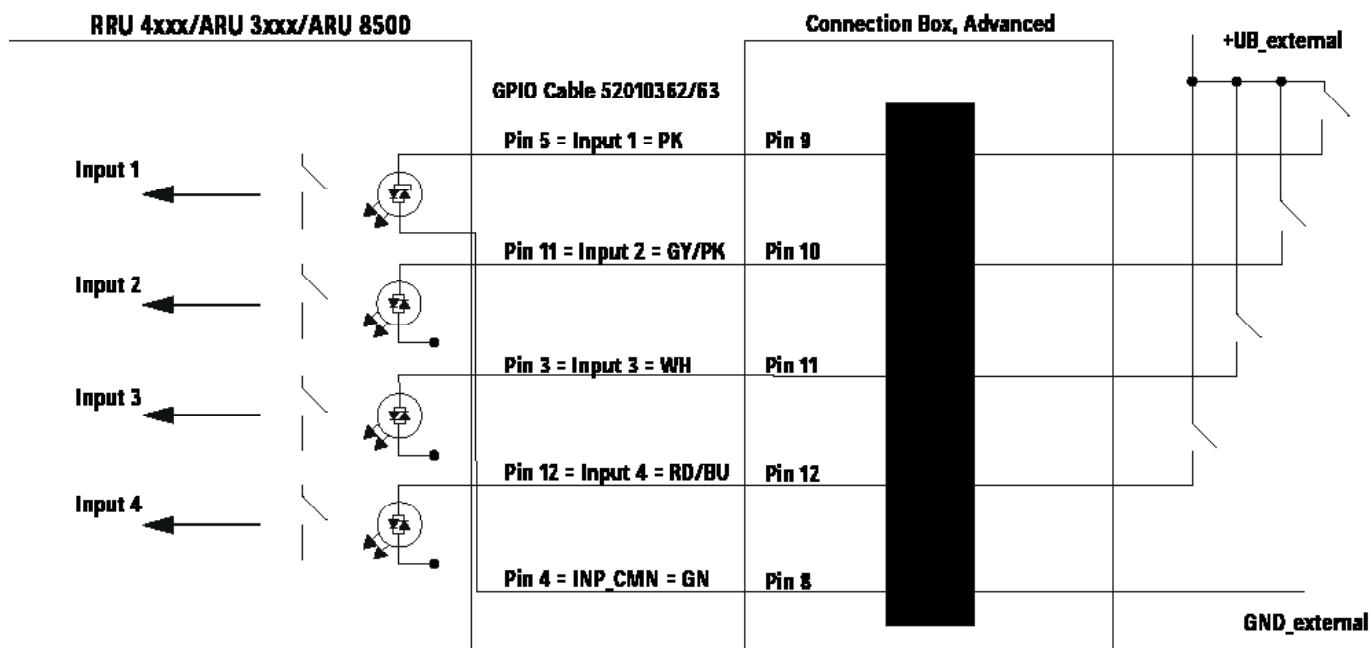 RRU 4xxx/ARU 3xxx/ARU 8500
Connection Box, Advanced
+UB_external
GPIO Cable 52010362/63
Pin 5 = Input 1 = PK
Pin 9
Input 1
Pin 11 = Input 2 = GY/PK
Pin 10
Input 2
Pin 3 = Input 3 = WH
Pin 11
Input 3
Pin 12 = Input 4 = RD/BU
Pin 12
Input 4
Pin 4 = INP_CMN = GN
Pin 8
GND_external